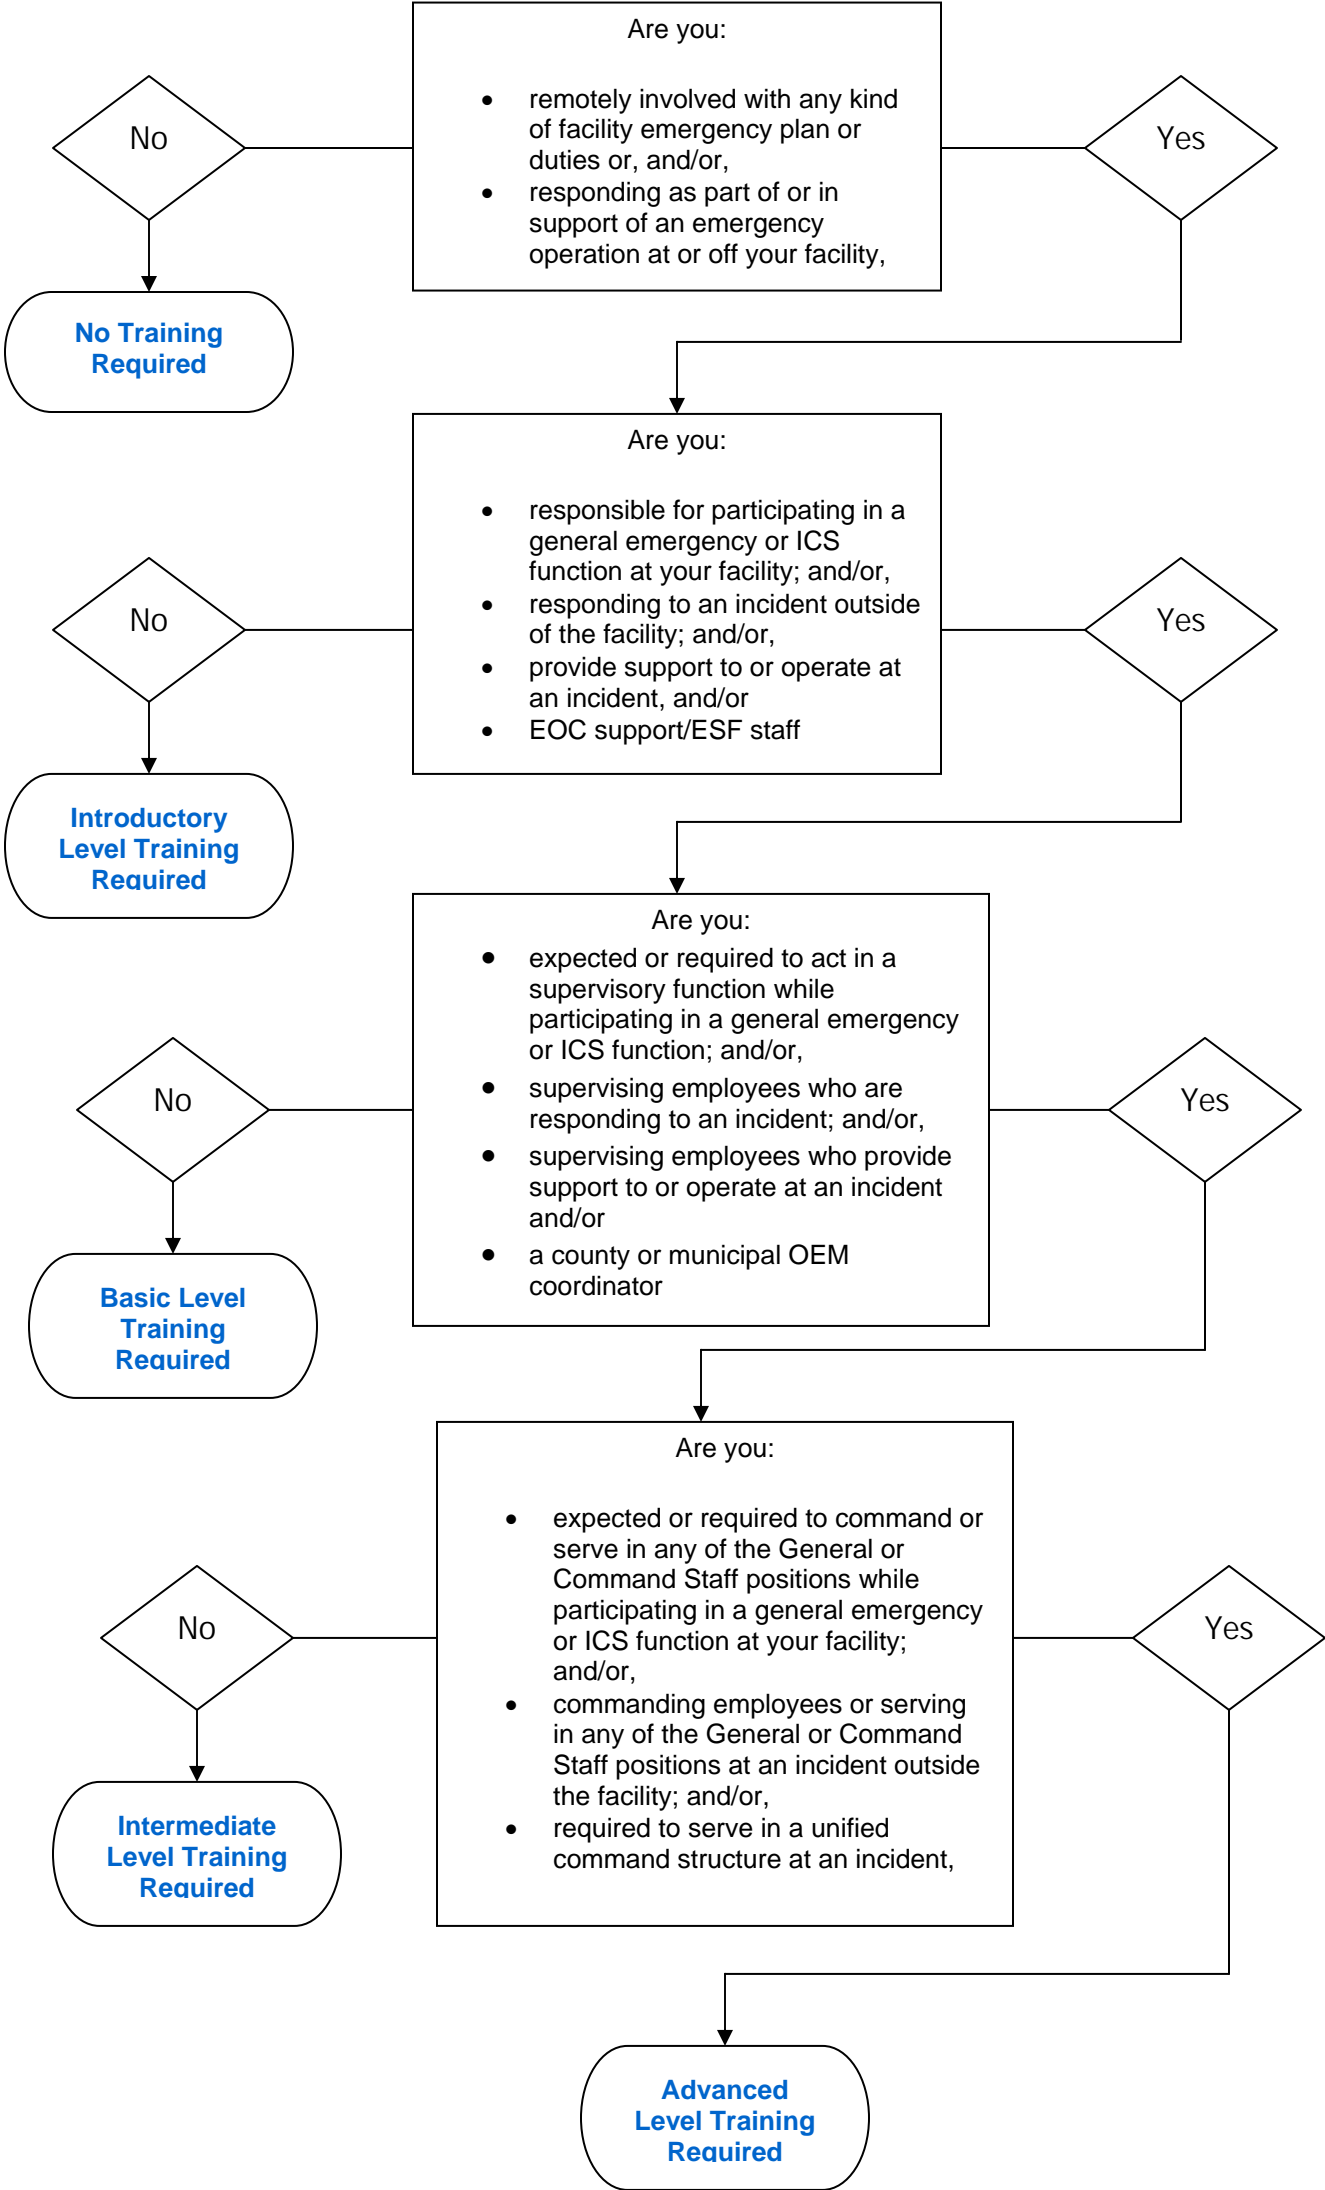 Are you:
• remotely involved with any kind
of facility emergency plan or
duties or, and/or,
• responding as part of or in
support of an emergency
operation at or off your facility,
No
Yes
No Training
Required
Are you:
• responsible for participating in a
general emergency or ICS
function at your facility; and/or,
• responding to an incident outside
of the facility; and/or,
• provide support to or operate at
an incident, and/or
• EOC support/ESF staff
No
Yes
Introductory
Level Training
Required
Are you:
• expected or required to act in a
supervisory function while
participating in a general emergency
or ICS function; and/or,
• supervising employees who are
responding to an incident; and/or,
• supervising employees who provide
support to or operate at an incident
and/or
• a county or municipal OEM
coordinator
No
Yes
Basic Level
Training
Required
Are you:
• expected or required to command or
serve in any of the General or
Command Staff positions while
participating in a general emergency
or ICS function at your facility;
and/or,
• commanding employees or serving
in any of the General or Command
Staff positions at an incident outside
the facility; and/or,
• required to serve in a unified
command structure at an incident,
No
Yes
Intermediate
Level Training
Required
Advanced
Level Training
Required